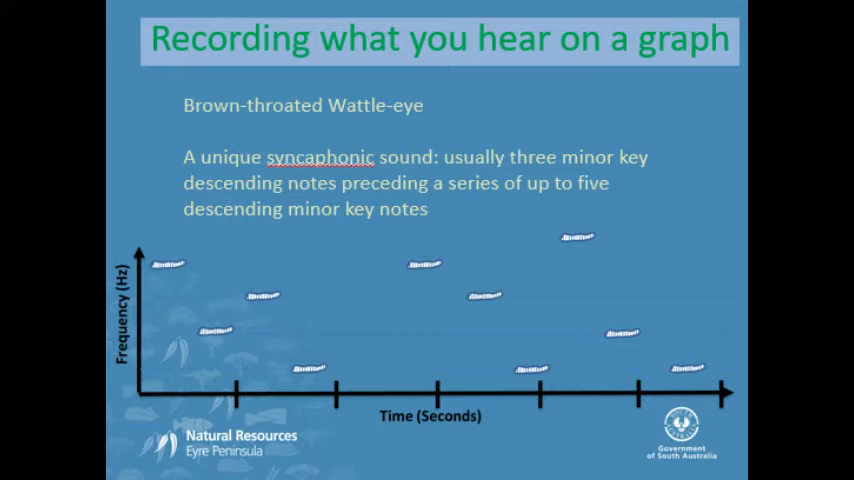 Recording what you hear on a graph
Brown-throated Wattle-eye
A unique syncaphonic sound: usually three minor key
descending notes preceding a series of up to five
descending minor key notes
Frequency (Hz)
Time (Seconds)
Natural Resources
Eyre Peninsula
SOUTH AUSTRALIA
Government
of South Australia